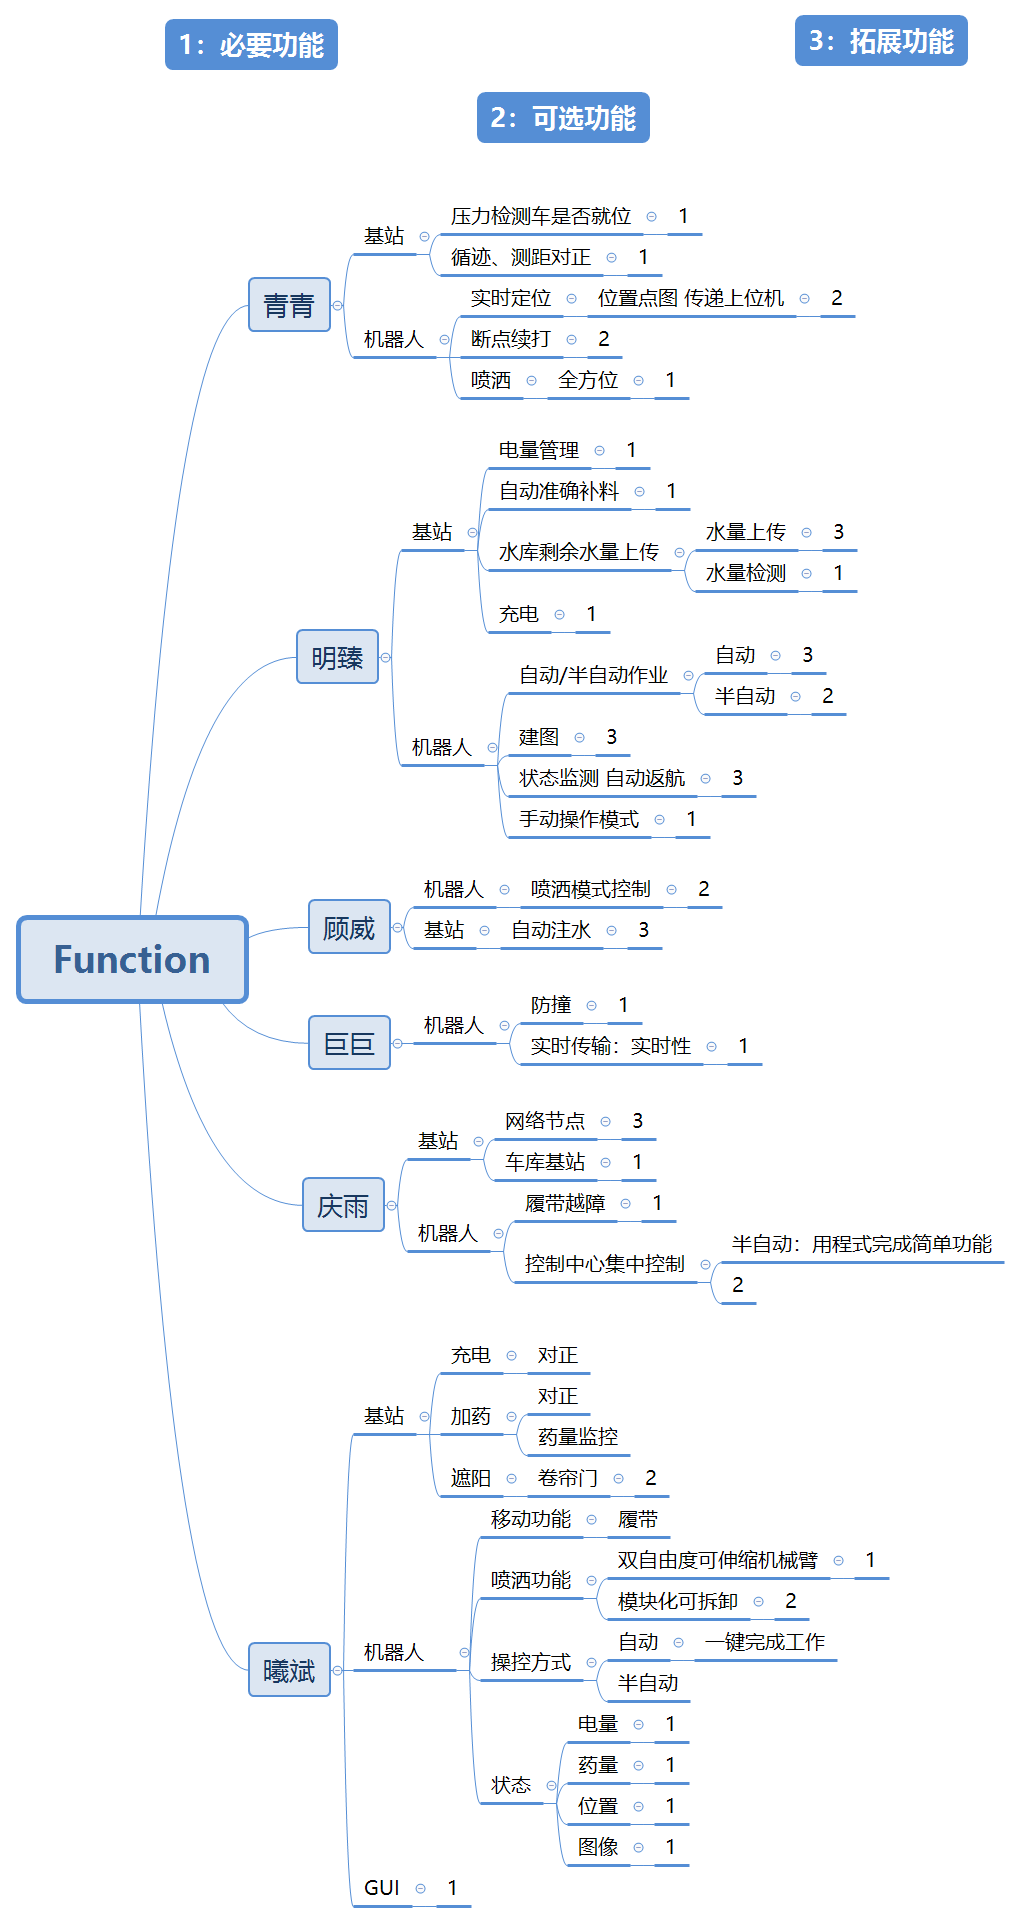 1：必要功能
3：拓展功能
2：可选功能
Function
青青
基站
压力检测车是否就位
1
循迹、测距对正
1
机器人
实时定位
位置点图 传递上位机
2
断点续打
2
喷洒
全方位
1
明臻
基站
电量管理
1
自动准确补料
1
水库剩余水量上传
水量上传
3
水量检测
1
充电
1
机器人
自动/半自动作业
自动
3
半自动
2
建图
3
状态监测 自动返航
3
手动操作模式
1
顾威
机器人
喷洒模式控制
2
基站
自动注水
3
巨巨
机器人
防撞
1
实时传输：实时性
1
庆雨
基站
网络节点
3
车库基站
1
机器人
履带越障
1
控制中心集中控制
半自动：用程式完成简单功能
2
曦斌
基站
充电
对正
加药
对正
药量监控
遮阳
卷帘门
2
机器人
移动功能
履带
喷洒功能
双自由度可伸缩机械臂
1
模块化可拆卸
2
操控方式
自动
一键完成工作
半自动
状态
电量
1
药量
1
位置
1
图像
1
GUI
1